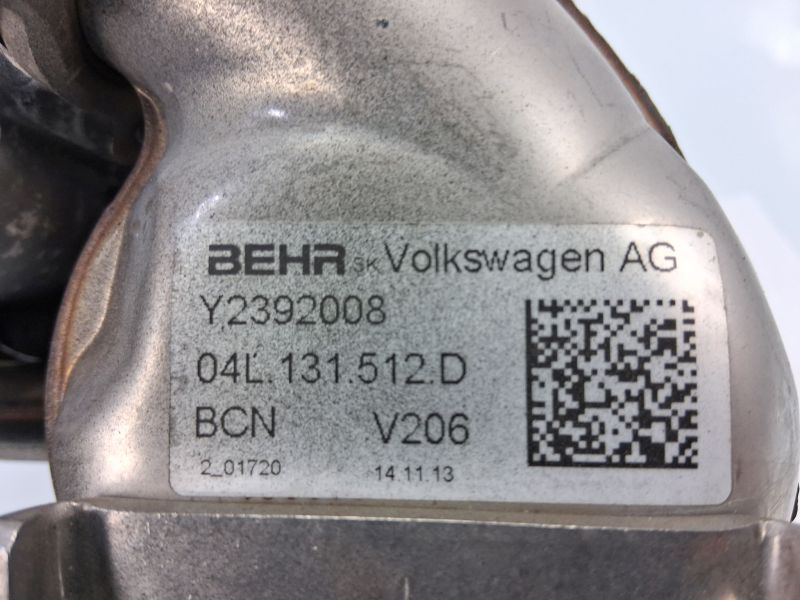 BEHR SK Volkswagen AG
Y2392008
04L.131.512.D
BCN V206
2_01720 14.11.13